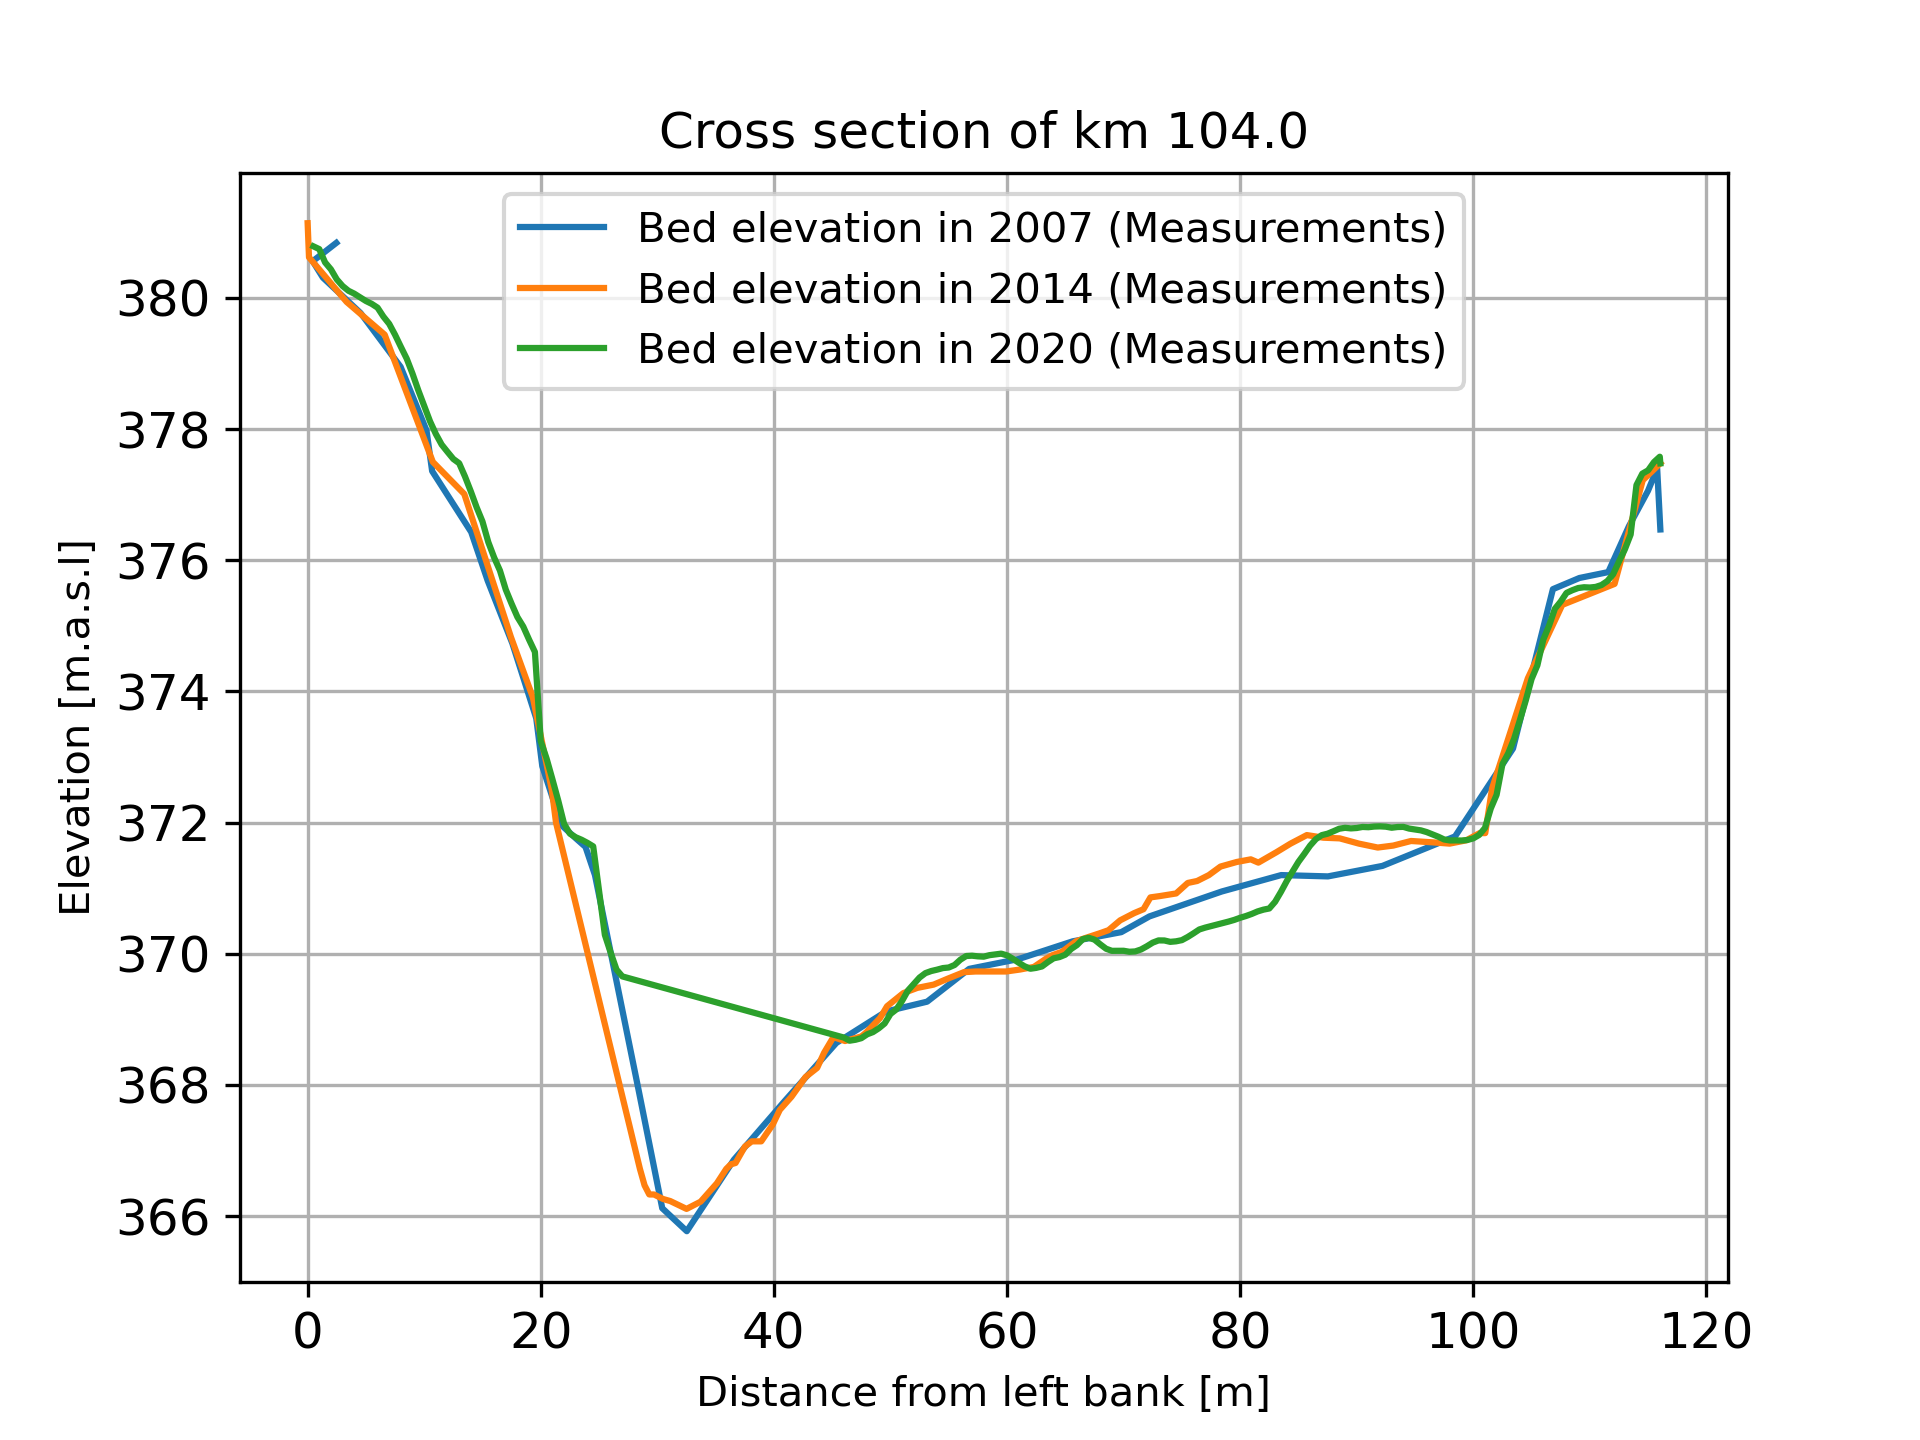 Cross section of km 104.0
Bed elevation in 2007 (Measurements)
Bed elevation in 2014 (Measurements)
Bed elevation in 2020 (Measurements)
Elevation [m.a.s.l]
380
378
376
374
372
370
368
366
0 20 40 60 80 100 120
Distance from left bank [m]